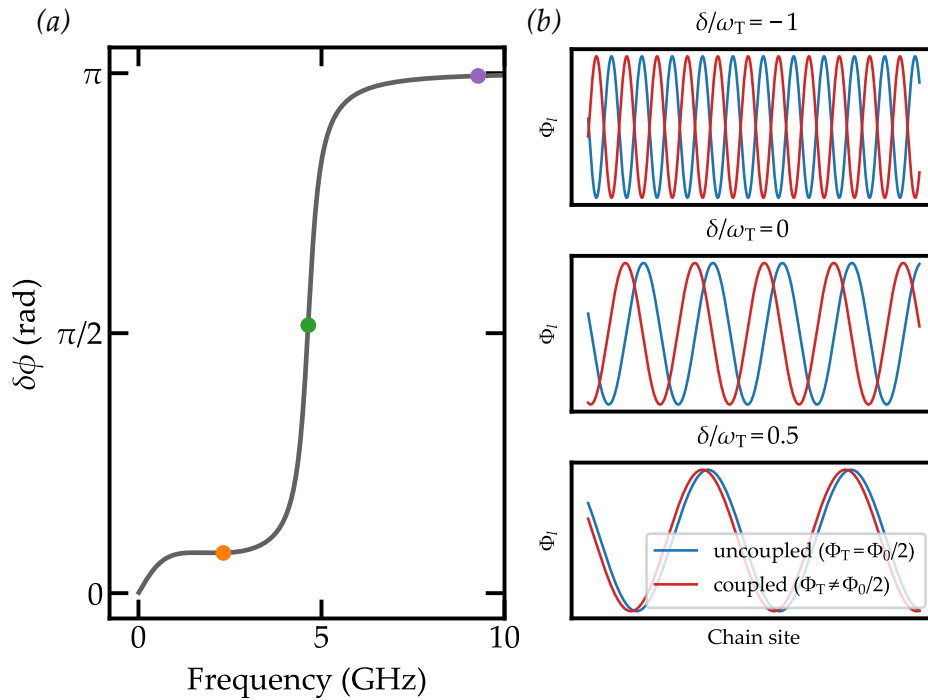 (a)
π
π/2
0
δϕ (rad)
0
5
10
Frequency (GHz)
(b)
δ/ωT = −1
Φl
δ/ωT = 0
Φl
δ/ωT = 0.5
Φl
uncoupled (ΦT = Φ0/2)
coupled (ΦT ≠ Φ0/2)
Chain site